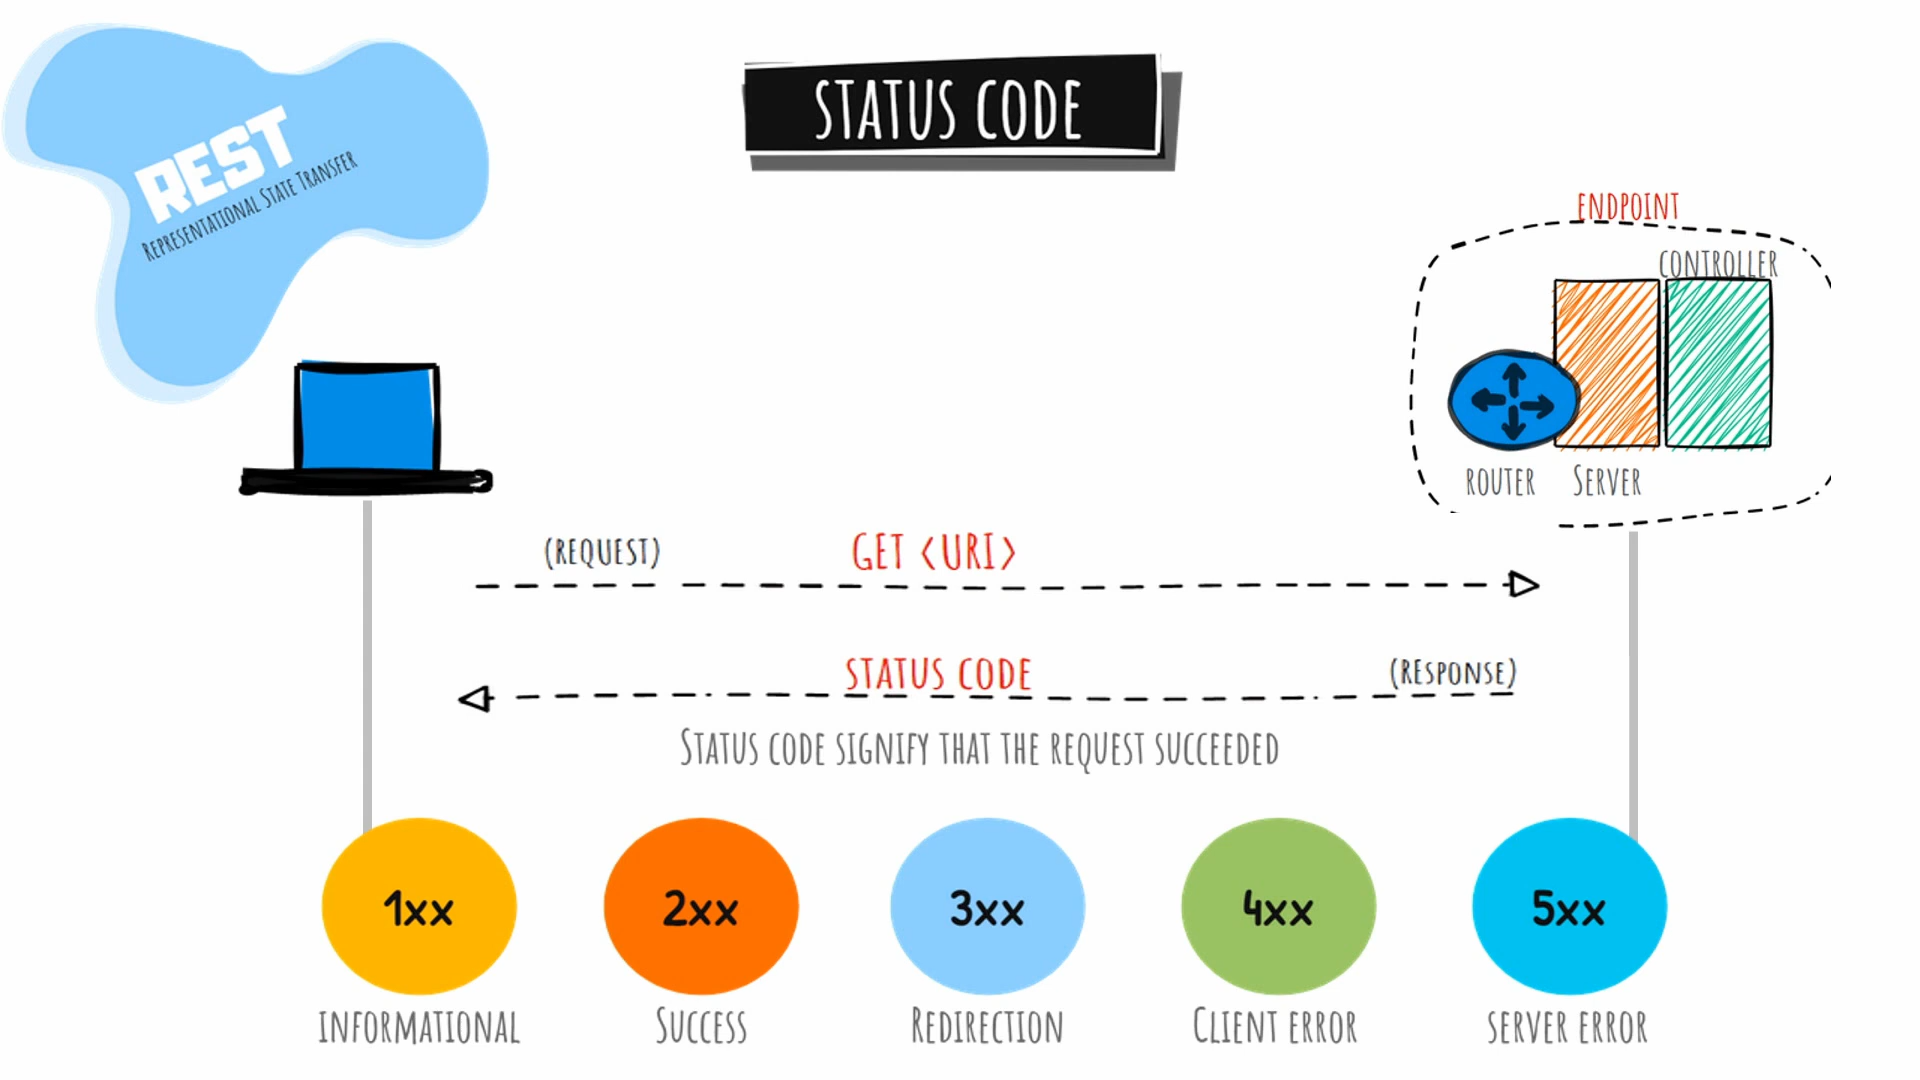 STATUS CODE
REST
REPRESENTATIONAL STATE TRANSFER
ENDPOINT
CONTROLLER
ROUTER SERVER
(REQUEST) GET <URI>
STATUS CODE (RESPONSE)
STATUS CODE SIGNIFY THAT THE REQUEST SUCCEEDED
1xx 2xx 3xx 4xx 5xx
INFORMATIONAL SUCCESS REDIRECTION CLIENT ERROR SERVER ERROR